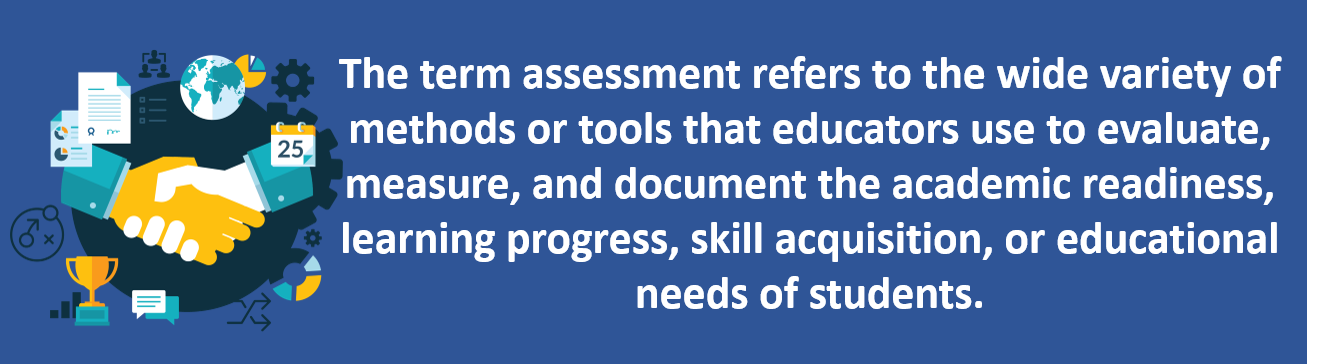 25
The term assessment refers to the wide variety of
methods or tools that educators use to evaluate,
measure, and document the academic readiness,
learning progress, skill acquisition, or educational
needs of students.